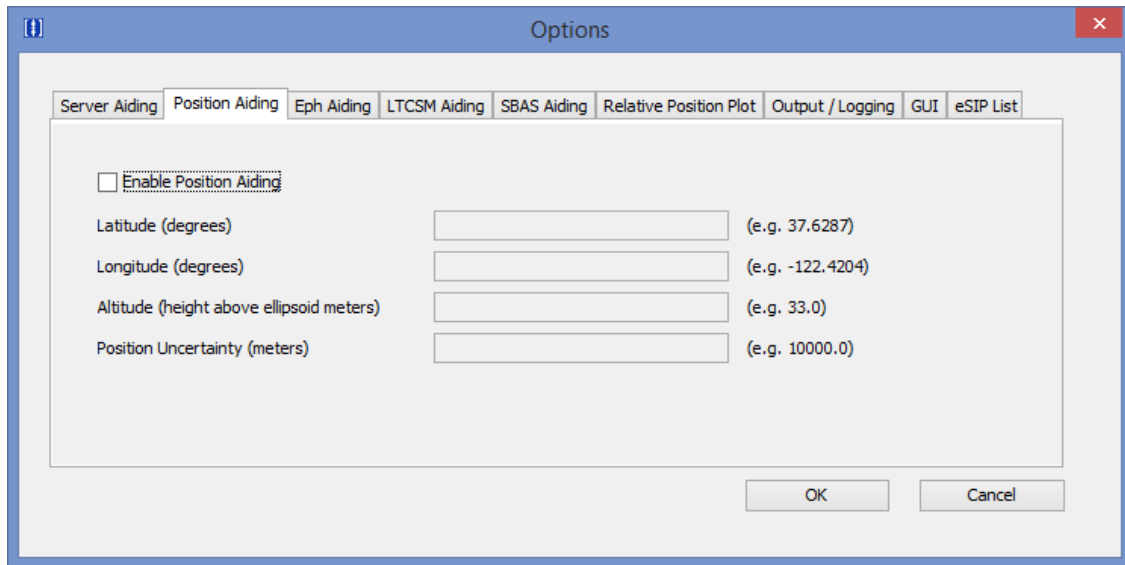 Options
Server Aiding Position Aiding Eph Aiding LTCSM Aiding SBAS Aiding Relative Position Plot Output / Logging GUI eSIP List
Enable Position Aiding
Latitude (degrees) (e.g. 37.6287)
Longitude (degrees) (e.g. -122.4204)
Altitude (height above ellipsoid meters) (e.g. 33.0)
Position Uncertainty (meters) (e.g. 10000.0)
OK Cancel